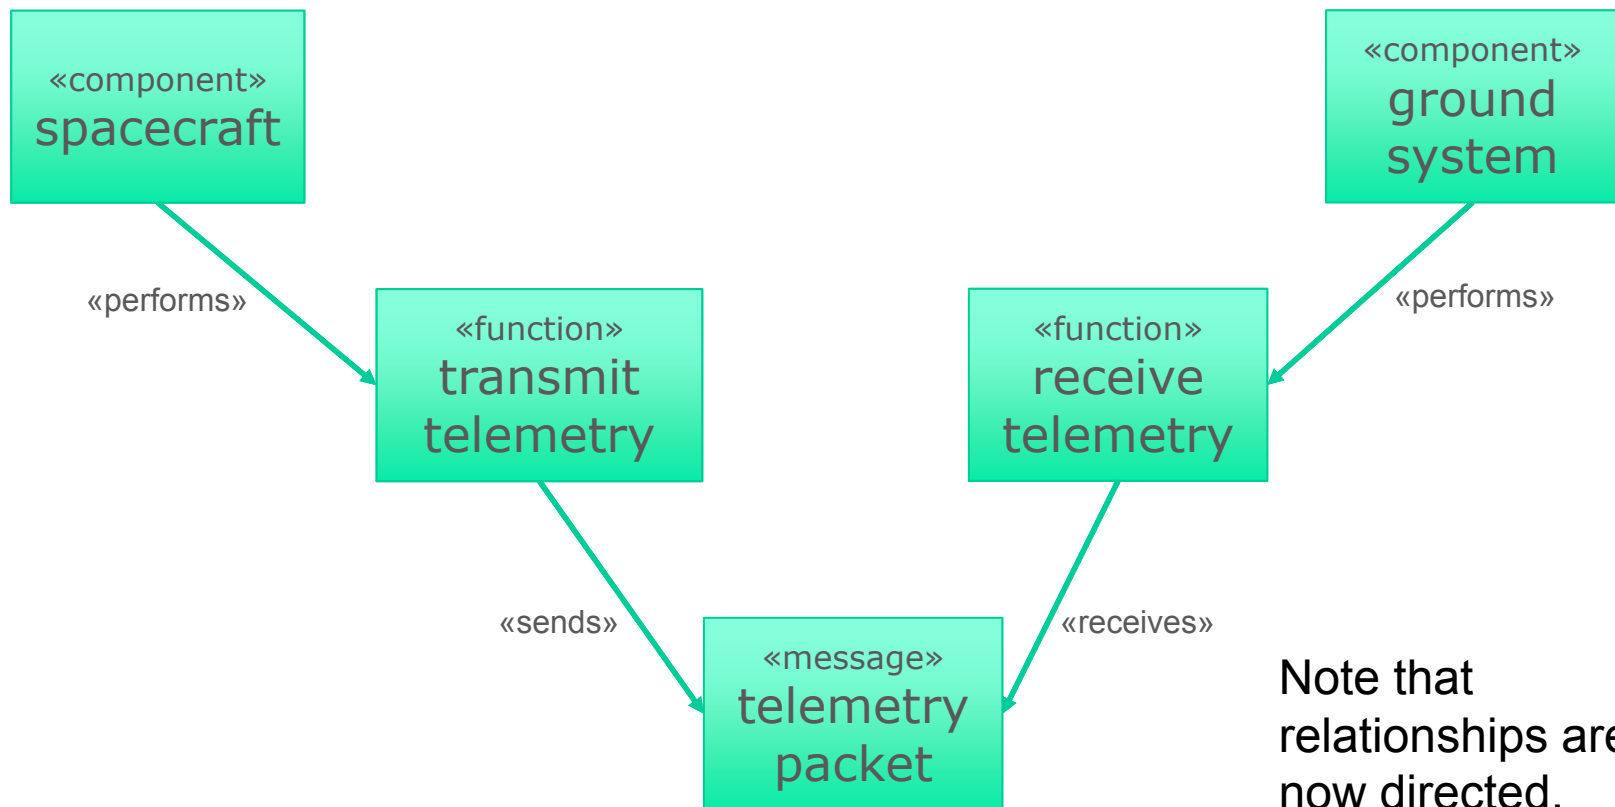 «component»
spacecraft
«component»
ground
system
«performs»
«performs»
«function»
transmit
telemetry
«function»
receive
telemetry
«sends»
«receives»
«message»
telemetry
packet
Note that
relationships are
now directed.